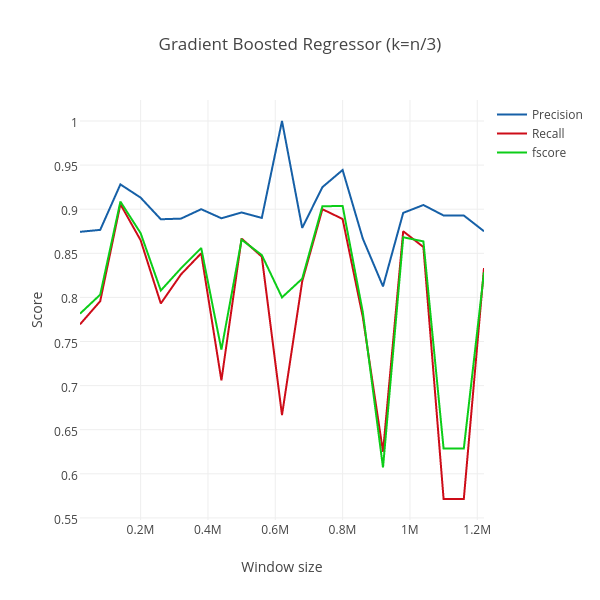 Gradient Boosted Regressor (k=n/3)
Precision
Recall
fscore
1
0.95
0.9
0.85
0.8
0.75
0.7
0.65
0.6
0.55
Score
0.2M 0.4M 0.6M 0.8M 1M 1.2M
Window size